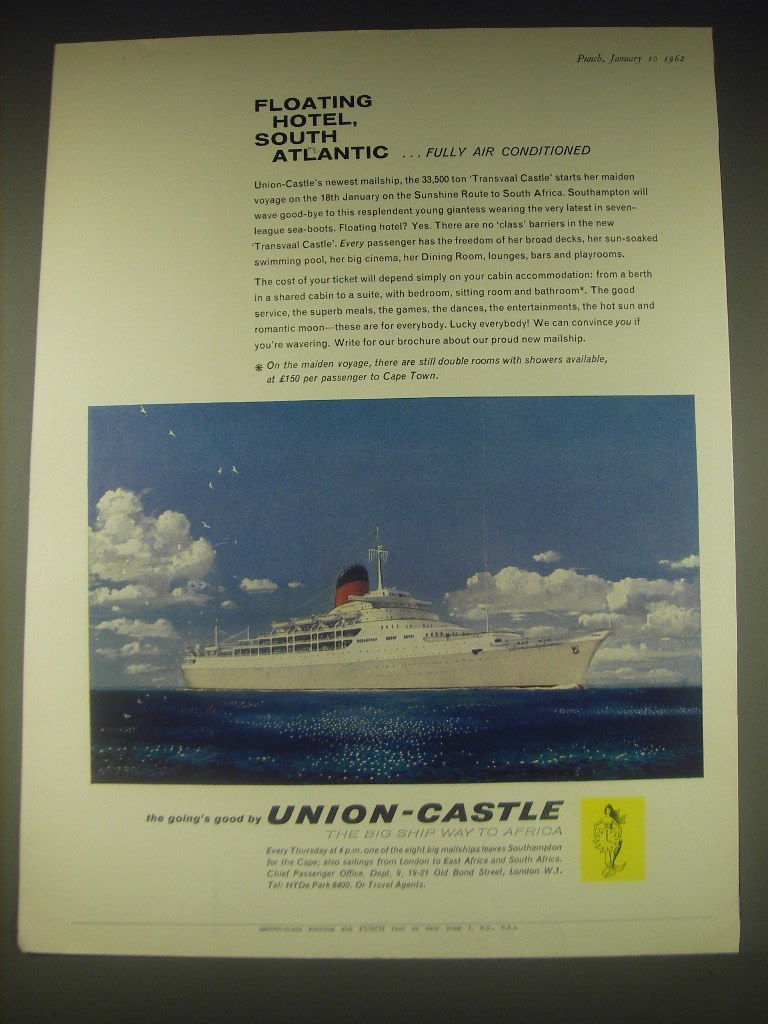 Punch, January 10 1962
FLOATING
HOTEL,
SOUTH
ATLANTIC ... FULLY AIR CONDITIONED
Union-Castle's newest mailship, the 33,500 ton 'Transvaal Castle' starts her maiden
voyage on the 18th January on the Sunshine Route to South Africa. Southampton will
wave good-bye to this resplendent young giantess wearing the very latest in seven-
league sea-boots. Floating hotel? Yes. There are no 'class' barriers in the new
'Transvaal Castle'. Every passenger has the freedom of her broad decks, her sun-soaked
swimming pool, her big cinema, her Dining Room, lounges, bars and playrooms.
The cost of your ticket will depend simply on your cabin accommodation: from a berth
in a shared cabin to a suite, with bedroom, sitting room and bathroom*. The good
service, the superb meals, the games, the dances, the entertainments, the hot sun and
romantic moon—these are for everybody. Lucky everybody! We can convince you if
you're wavering. Write for our brochure about our proud new mailship.
* On the maiden voyage, there are still double rooms with showers available,
at £150 per passenger to Cape Town.
the going's good by UNION-CASTLE
THE BIG SHIP WAY TO AFRICA
Every Thursday at 4 p.m. one of the eight big mailships leaves Southampton
for the Cape; also sailings from London to East Africa and South Africa.
Chief Passenger Office, Dept. 9, 19-21 Old Bond Street, London W.1.
Tel: HYDe Park 8400. Or Travel Agents.
SECOND-CLASS POSTAGE FOR PUNCH PAID AT NEW YORK 1, N.Y., U.S.A.